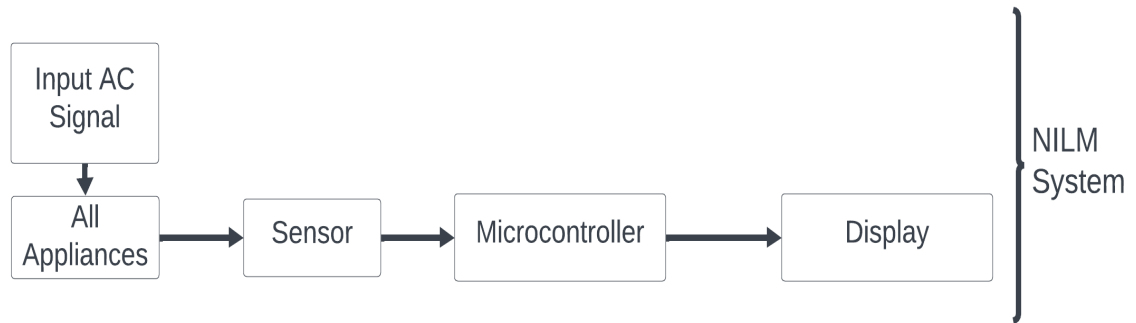 Input AC
Signal
All
Appliances
Sensor
Microcontroller
Display
NILM
System